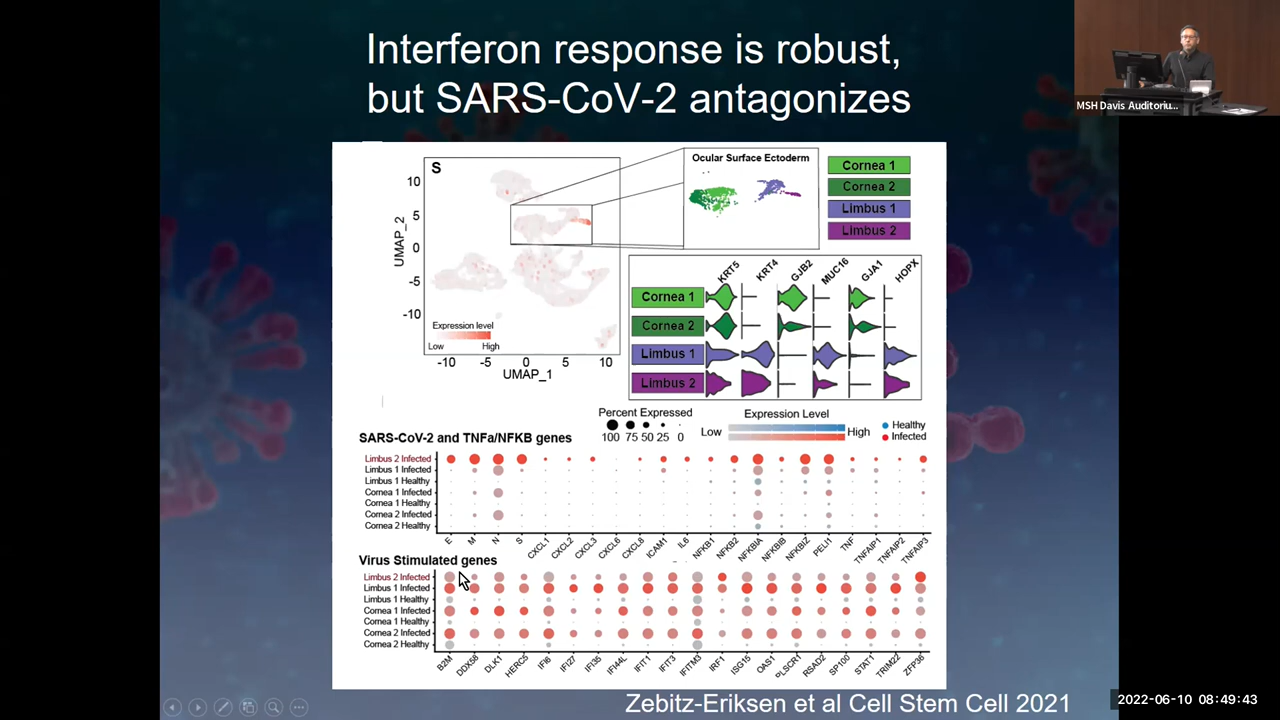 Interferon response is robust,
but SARS-CoV-2 antagonizes
MSH Davis Auditoriu...
S
UMAP_2
10
5
0
-5
-10
Expression level
Low High
-10 -5 0 5 10
UMAP_1
Ocular Surface Ectoderm
Cornea 1
Cornea 2
Limbus 1
Limbus 2
KRT5 KRT4 GJB2 MUC16 GJA1 HOPX
Cornea 1
Cornea 2
Limbus 1
Limbus 2
Percent Expressed
100 75 50 25 0
Expression Level
Low High
Healthy
Infected
SARS-CoV-2 and TNFa/NFKB genes
Limbus 2 Infected
Limbus 1 Infected
Limbus 1 Healthy
Cornea 1 Infected
Cornea 1 Healthy
Cornea 2 Infected
Cornea 2 Healthy
E M N S CXCL1 CXCL2 CXCL3 CXCL6 CXCL8 ICAM1 IL6 NFKB1 NFKB2 NFKBIA NFKBIB NFKBIZ PELI1 TNF TNFAIP1 TNFAIP2 TNFAIP3
Virus Stimulated genes
Limbus 2 Infected
Limbus 1 Infected
Limbus 1 Healthy
Cornea 1 Infected
Cornea 1 Healthy
Cornea 2 Infected
Cornea 2 Healthy
B2M DDX58 DLK1 HERC5 IFI6 IFI27 IFI35 IFI44L IFIT1 IFIT3 IFITM3 IRF1 ISG15 OAS1 PLSCR1 RSAD2 SP100 STAT1 TRIM22 ZFP36
Zebitz-Eriksen et al Cell Stem Cell 2021
2022-06-10 08:49:43